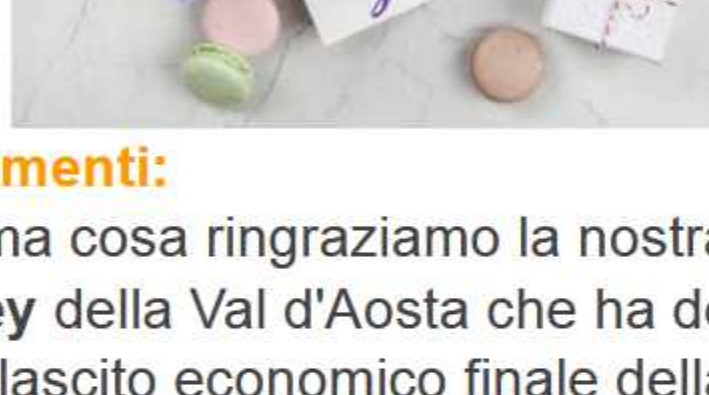 menti:
ma cosa ringraziamo la nostra
ey della Val d'Aosta che ha
lascito economico finale della